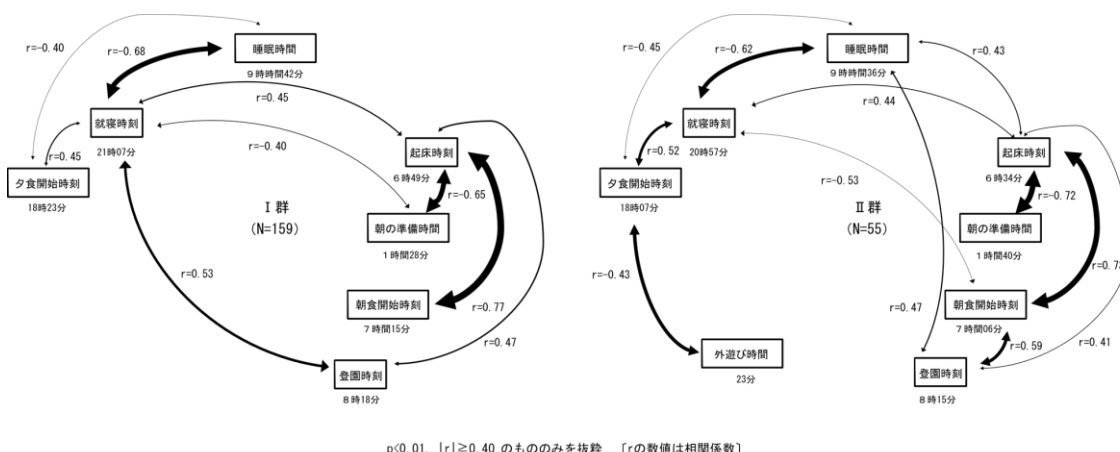 r=-0.40
r=-0.68
睡眠時間
9時時間42分
r=0.45
就寝時刻
21時07分
r=-0.40
起床時刻
6時49分
r=0.45
夕食開始時刻
18時23分
r=-0.65
Ⅰ群
(N=159)
朝の準備時間
1時間28分
r=0.53
朝食開始時刻
7時間15分
r=0.77
r=0.47
登園時刻
8時18分
r=-0.45
r=-0.62
睡眠時間
9時時間36分
r=0.43
r=0.44
就寝時刻
20時57分
起床時刻
6時34分
r=0.52
夕食開始時刻
18時07分
r=-0.53
r=-0.72
Ⅱ群
(N=55)
朝の準備時間
1時間40分
r=-0.43
r=0.47
朝食開始時刻
7時間06分
外遊び時間
23分
r=0.59
r=0.41
登園時刻
8時15分
p<0.01, |r|≧0.40 のもののみを抜粋 〔rの数値は相関係数〕